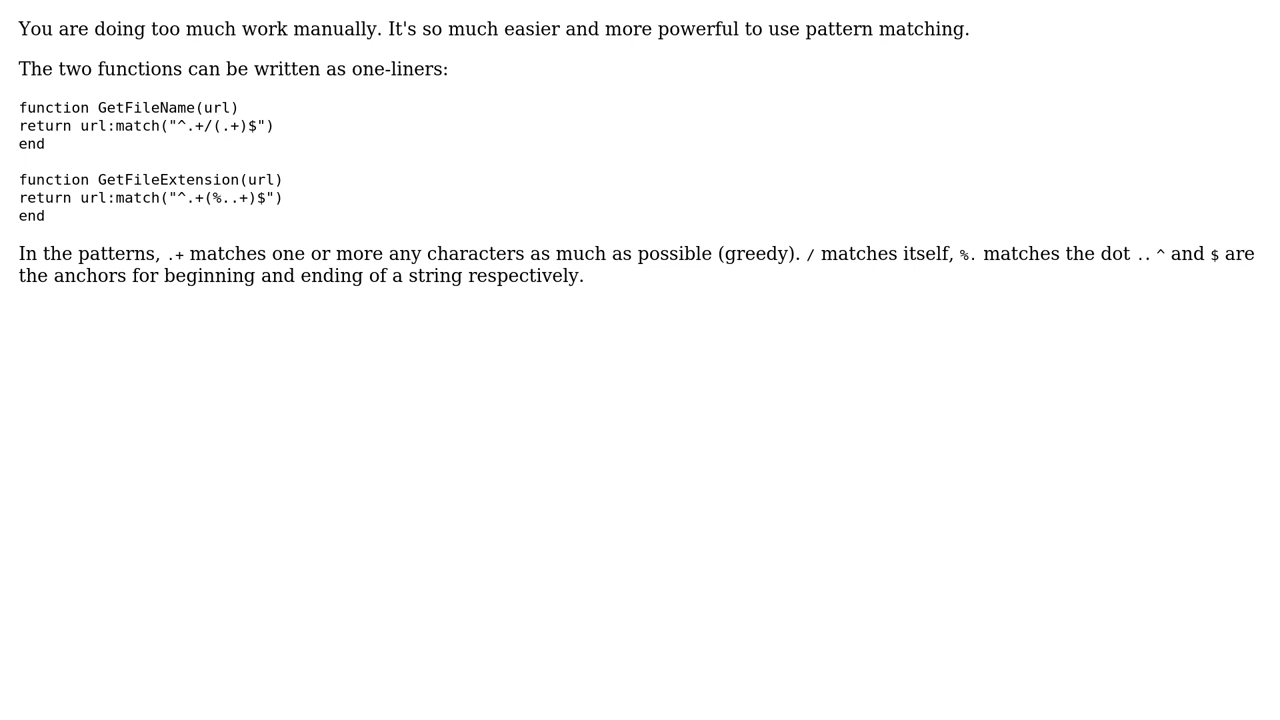 You are doing too much work manually. It's so much easier and more powerful to use pattern matching.
The two functions can be written as one-liners:
function GetFileName(url)
return url:match("^.+/(.+)$")
end
function GetFileExtension(url)
return url:match("^.+(%..+)$")
end
In the patterns, .+ matches one or more any characters as much as possible (greedy). / matches itself, %. matches the dot .. ^ and $ are
the anchors for beginning and ending of a string respectively.